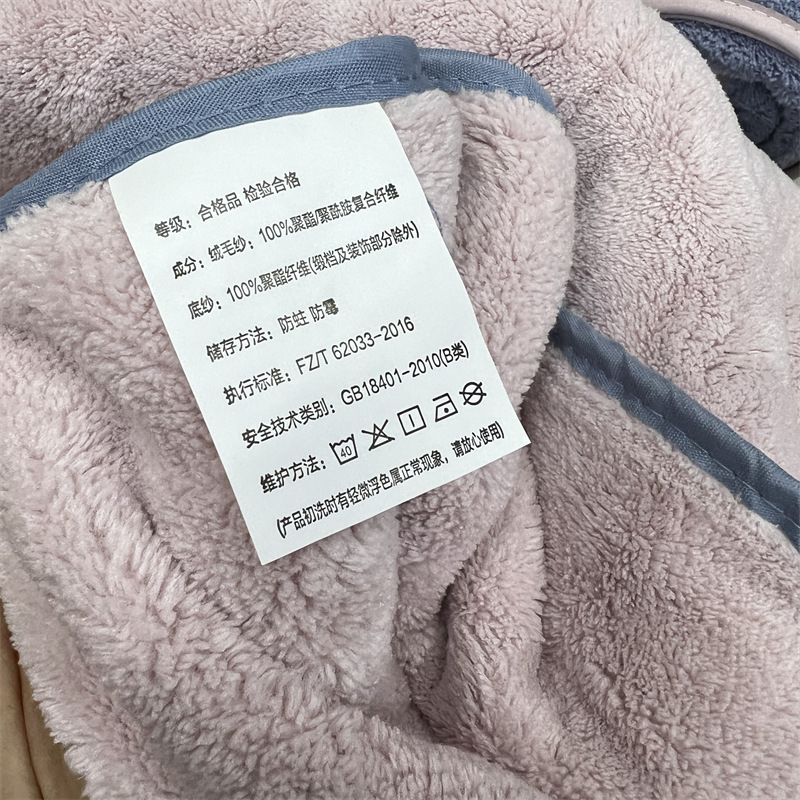 等级：合格品 检验合格
成分：绒毛纱：100%聚酯/聚酰胺复合纤维
底纱：100%聚酯纤维(缎档及装饰部分除外)
储存方法：防蛀 防霉
执行标准：FZ/T 62033-2016
安全技术类别：GB18401-2010(B类)
维护方法：40
(产品初洗时有轻微浮色属正常现象，请放心使用)